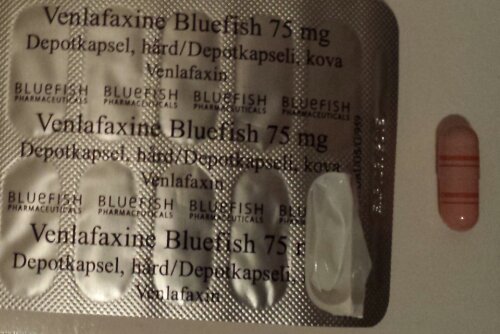 Venlafaxine Bluefish 75 mg
Depotkapsel, hård/Depotkapseli, kova
Venlafaxin
BLUEFISH BLUEFISH BLUEFISH BLUEFISH
PHARMACEUTICALS PHARMACEUTICALS PHARMACEUTICALS PHARMACEUTICALS
Venlafaxine Bluefish 75 mg
Depotkapsel, hård/Depotkapseli, kova
Venlafaxin
BLUEFISH BLUEFISH BLUEFISH
PHARMACEUTICALS PHARMACEUTICALS PHARMACEUTICALS
Venlafaxine Bluefish 75
Depotkapsel, hård/Depotkapseli,
Venlafaxin